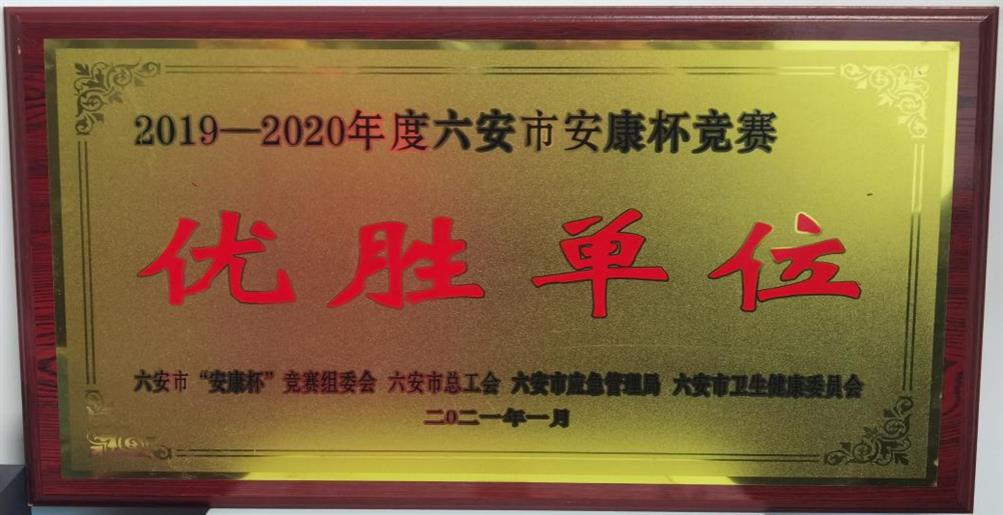 2019—2020年度六安市安康杯竞赛
优胜单位
六安市“安康杯”竞赛组委会 六安市总工会 六安市应急管理局 六安市卫生健康委员会
二〇二一年一月